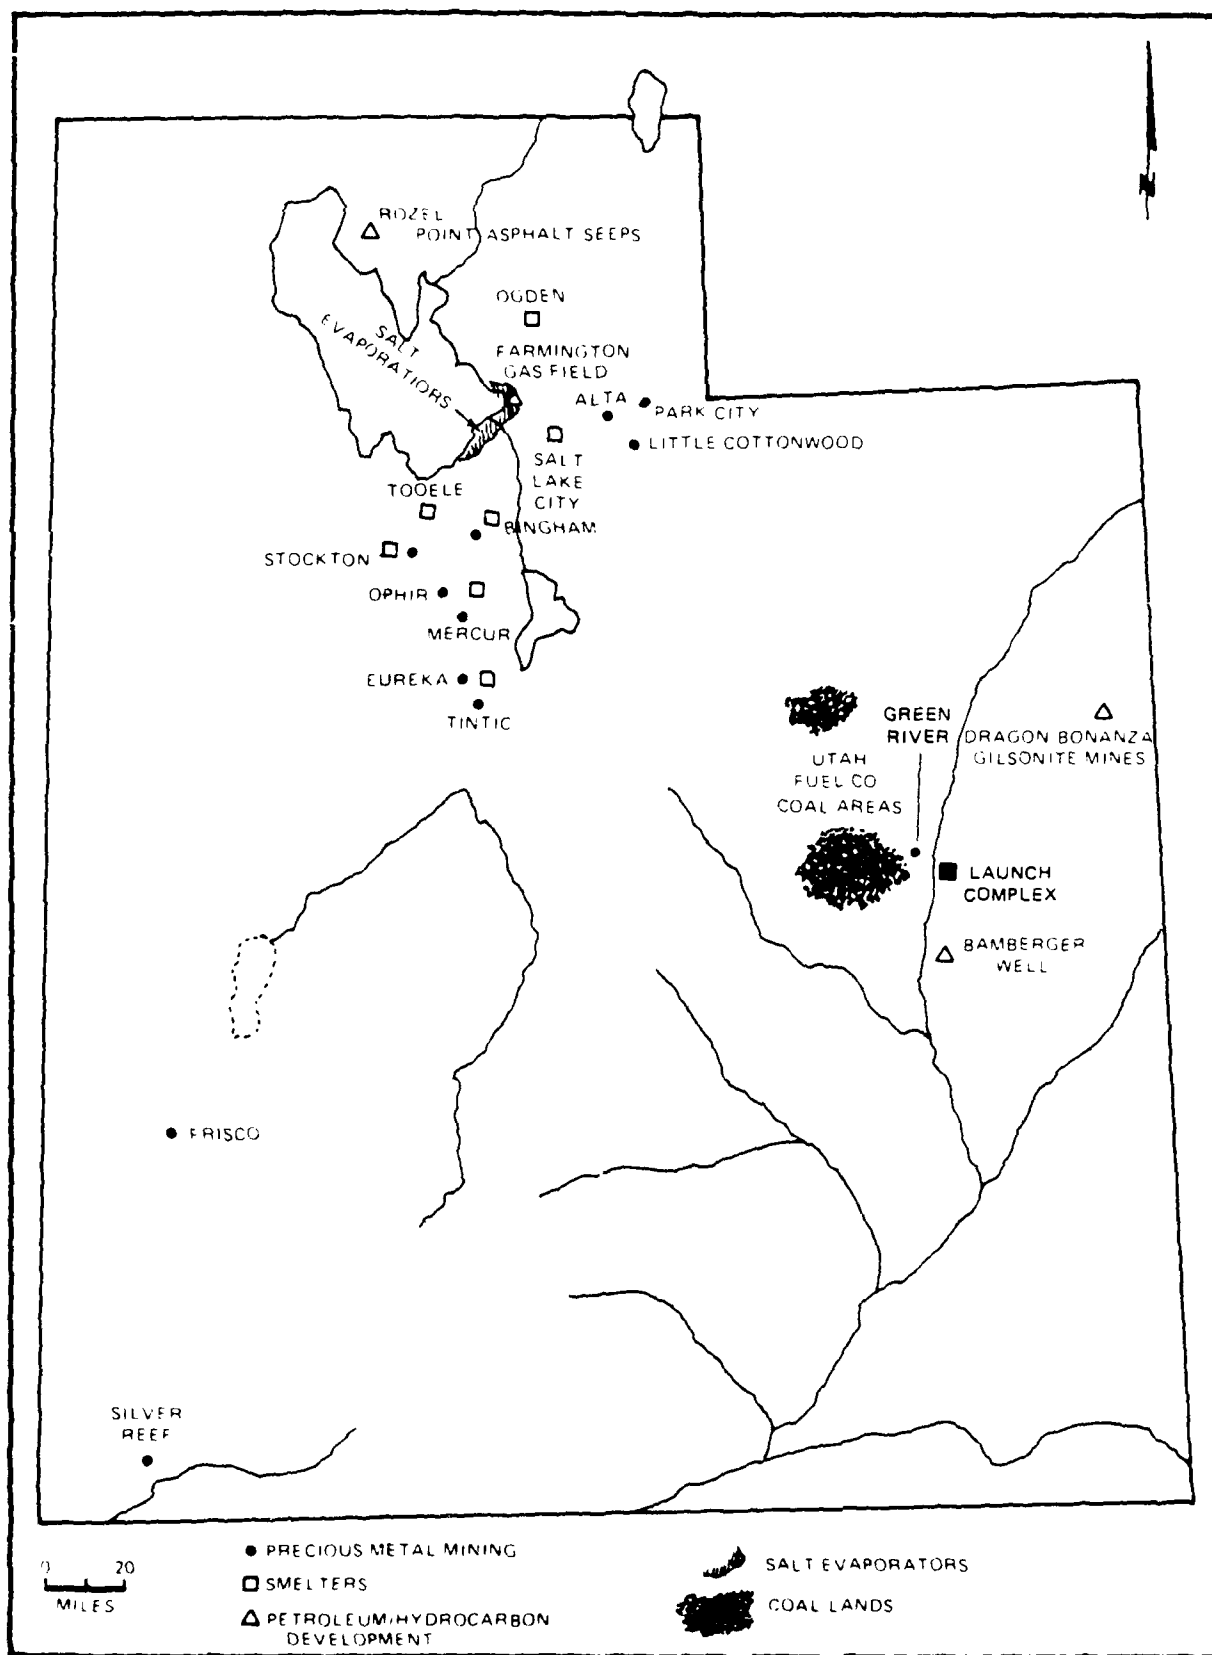 N
ROZEL
POINT ASPHALT SEEPS
OGDEN
SALT
EVAPORATIORS
FARMINGTON
GAS FIELD
ALTA
PARK CITY
LITTLE COTTONWOOD
SALT
LAKE
CITY
TOOELE
BINGHAM
STOCKTON
OPHIR
MERCUR
EUREKA
TINTIC
GREEN
RIVER
DRAGON BONANZA
GILSONITE MINES
UTAH
FUEL CO
COAL AREAS
LAUNCH
COMPLEX
BAMBERGER
WELL
FRISCO
SILVER
REEF
0 20
MILES
PRECIOUS METAL MINING
SMELTERS
PETROLEUM/HYDROCARBON
DEVELOPMENT
SALT EVAPORATORS
COAL LANDS